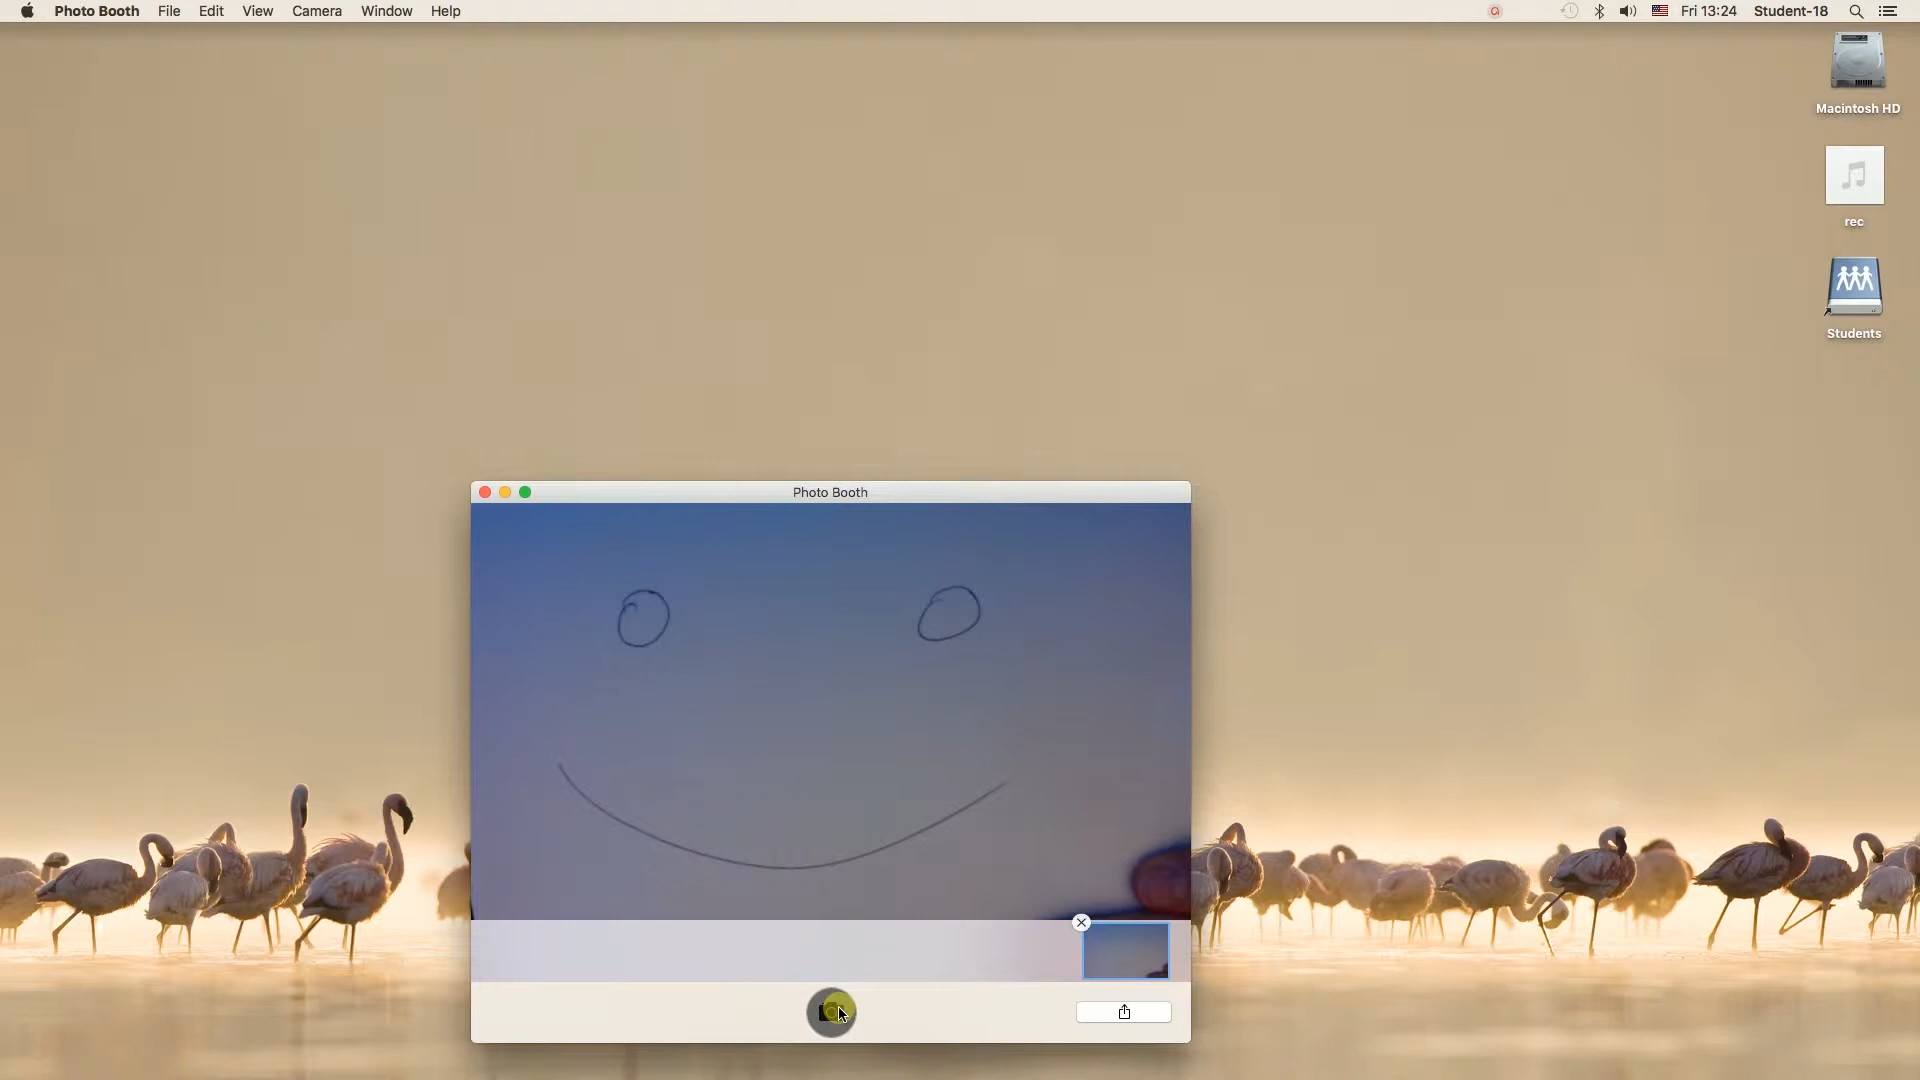 Photo Booth File Edit View Camera Window Help Fri 13:24 Student-18
Macintosh HD
rec
Students
Photo Booth